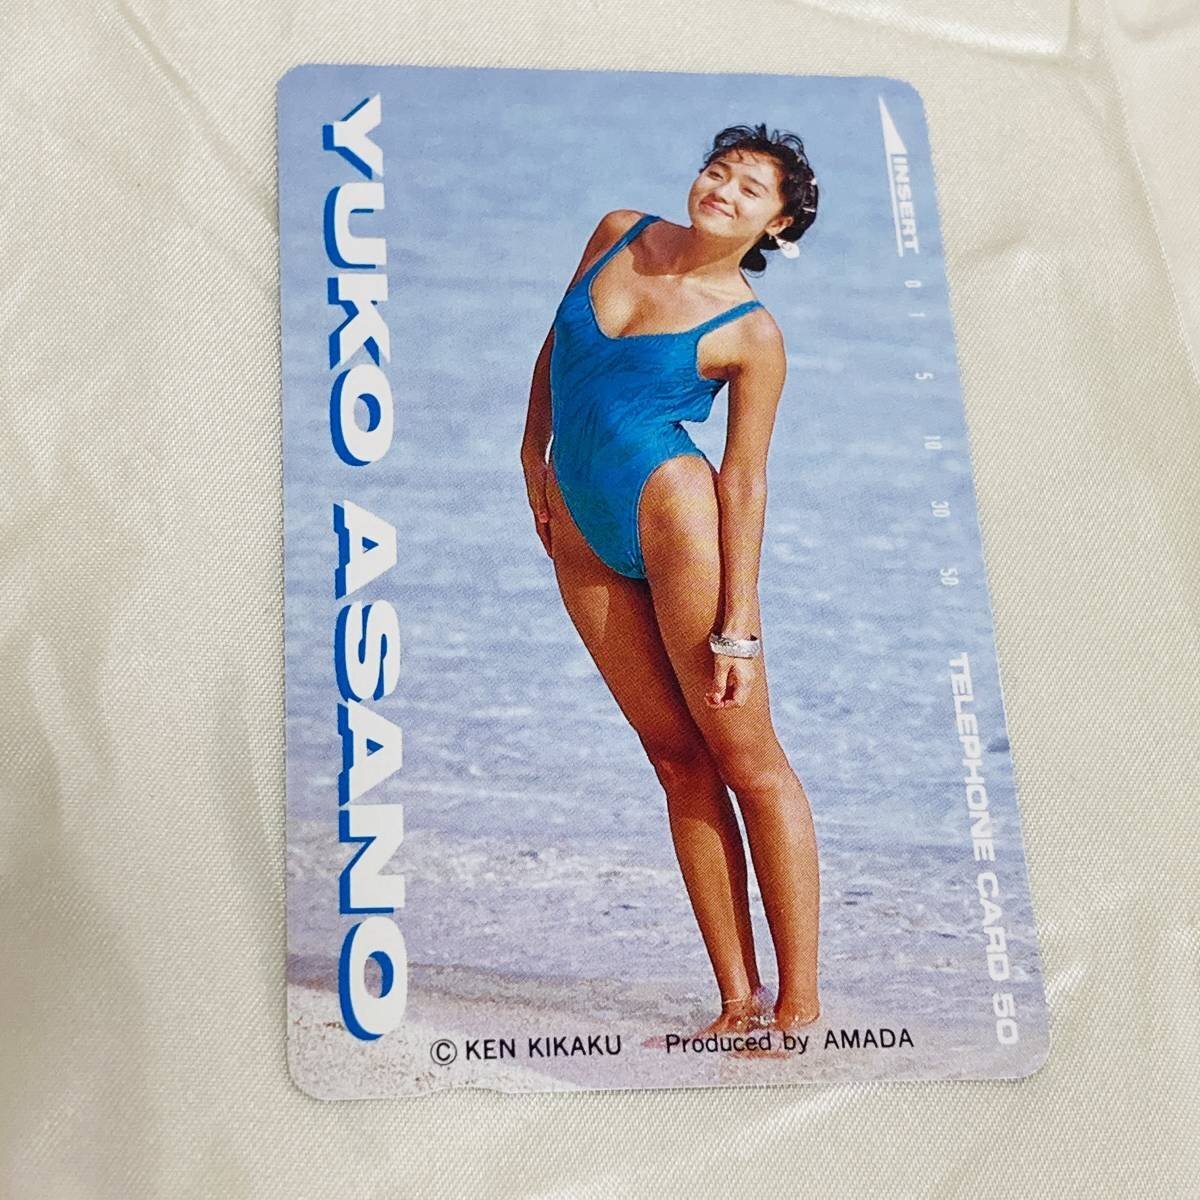 YUKO ASANO
INSERT
0 1 5 10 30 50
TELEPHONE CARD 50
© KEN KIKAKU Produced by AMADA